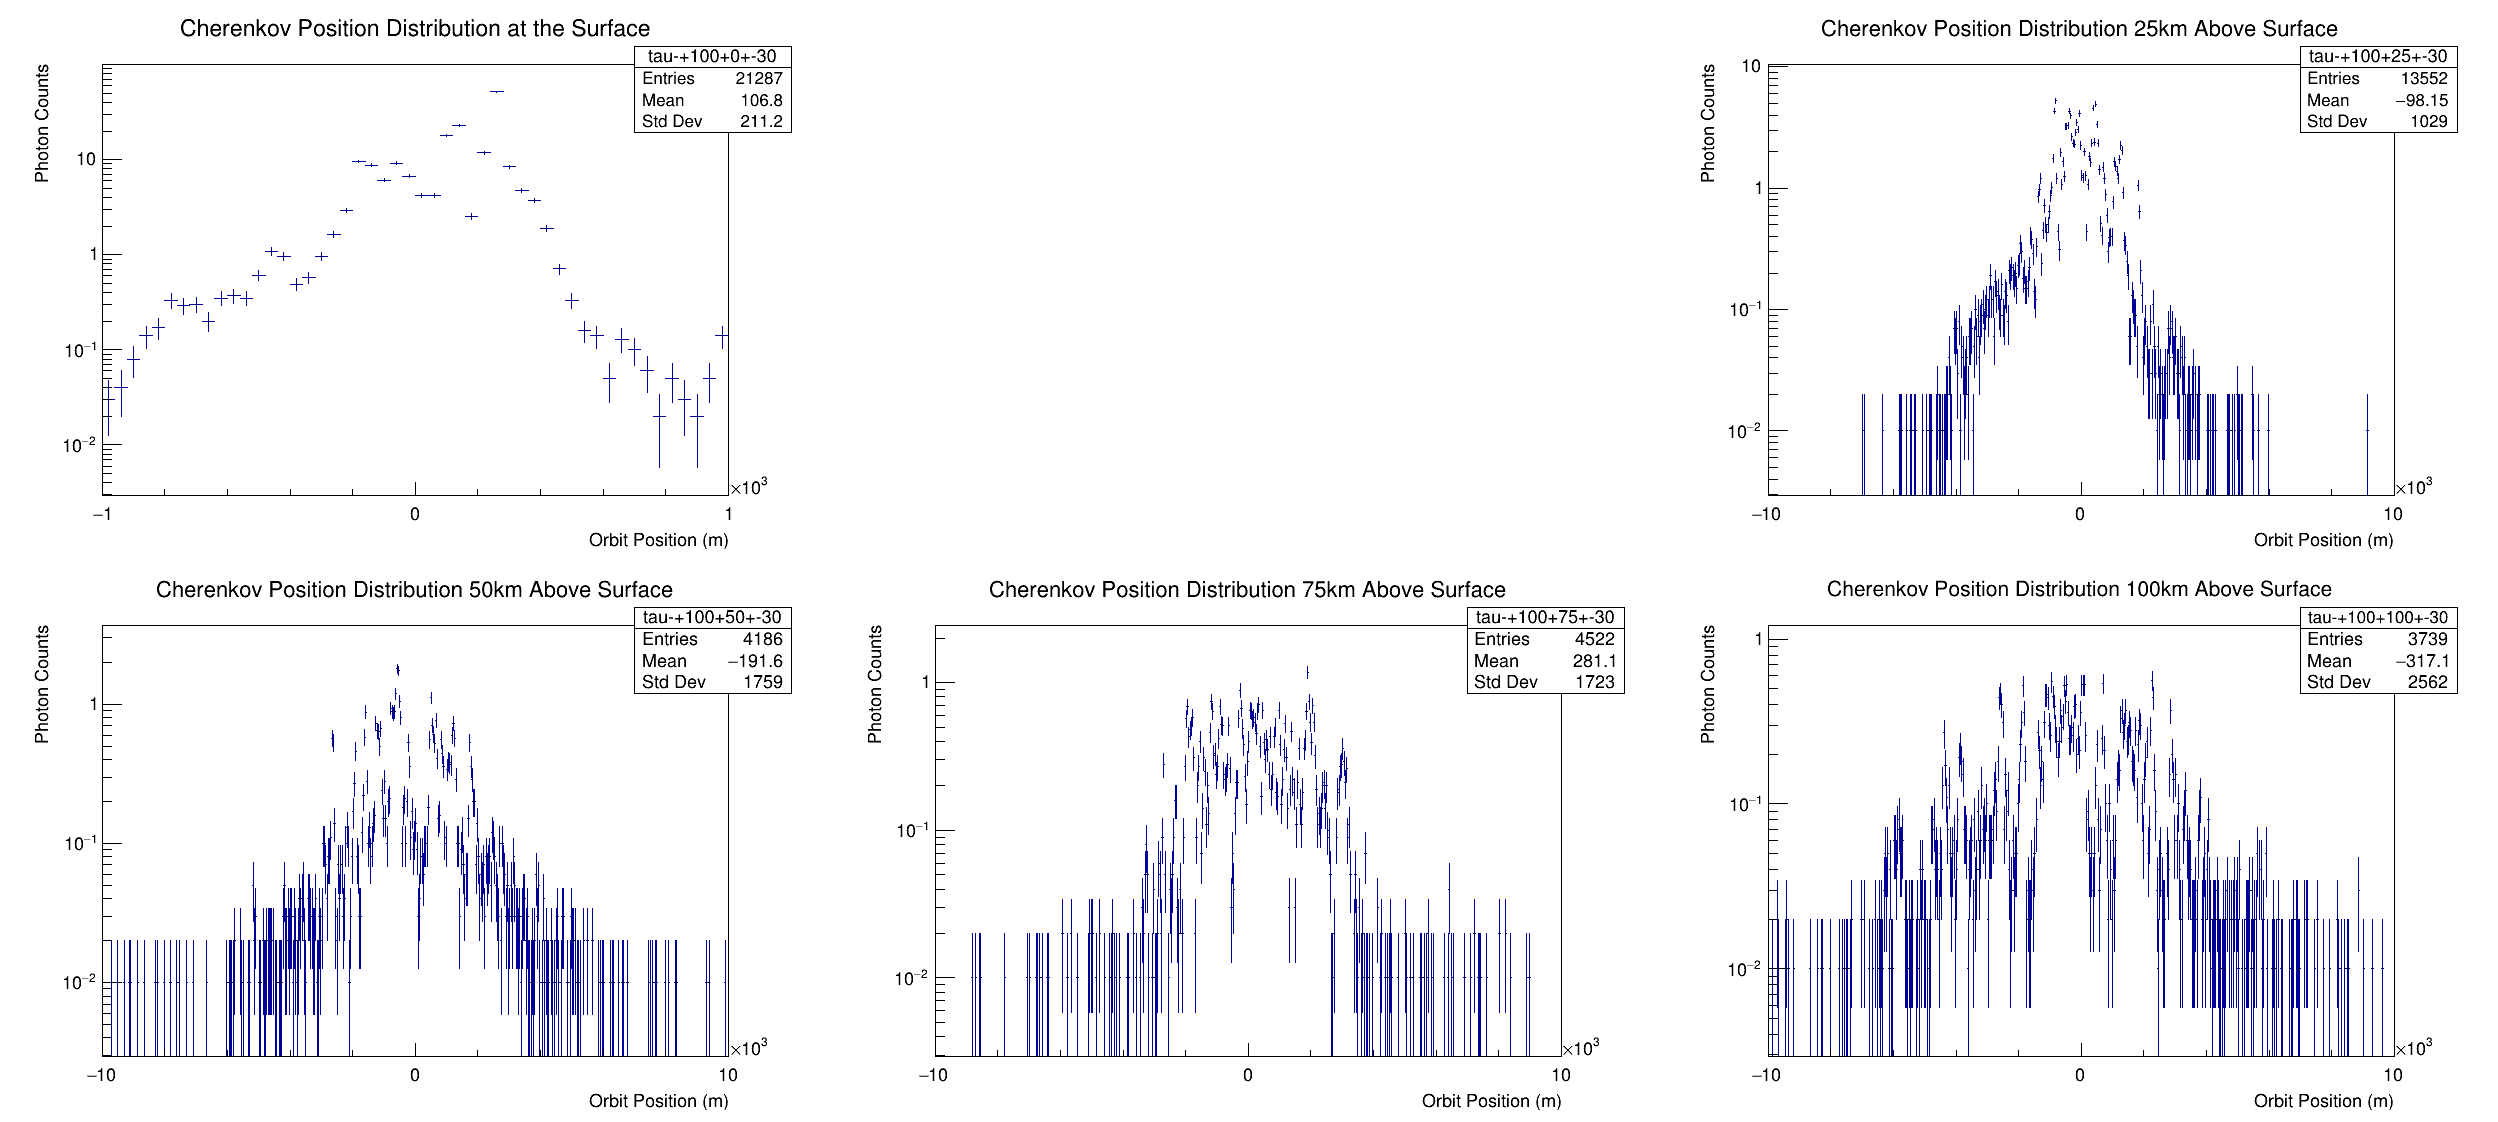 Cherenkov Position Distribution at the Surface
Photon Counts
tau-+100+0+-30
Entries 21287
Mean 106.8
Std Dev 211.2
10
1
10⁻¹
10⁻²
−1 0 1
×10³
Orbit Position (m)
Cherenkov Position Distribution 25km Above Surface
Photon Counts
tau-+100+25+-30
Entries 13552
Mean −98.15
Std Dev 1029
10
1
10⁻¹
10⁻²
−10 0 10
×10³
Orbit Position (m)
Cherenkov Position Distribution 50km Above Surface
Photon Counts
tau-+100+50+-30
Entries 4186
Mean −191.6
Std Dev 1759
1
10⁻¹
10⁻²
−10 0 10
×10³
Orbit Position (m)
Cherenkov Position Distribution 75km Above Surface
Photon Counts
tau-+100+75+-30
Entries 4522
Mean 281.1
Std Dev 1723
1
10⁻¹
10⁻²
−10 0 10
×10³
Orbit Position (m)
Cherenkov Position Distribution 100km Above Surface
Photon Counts
tau-+100+100+-30
Entries 3739
Mean −317.1
Std Dev 2562
1
10⁻¹
10⁻²
−10 0 10
×10³
Orbit Position (m)